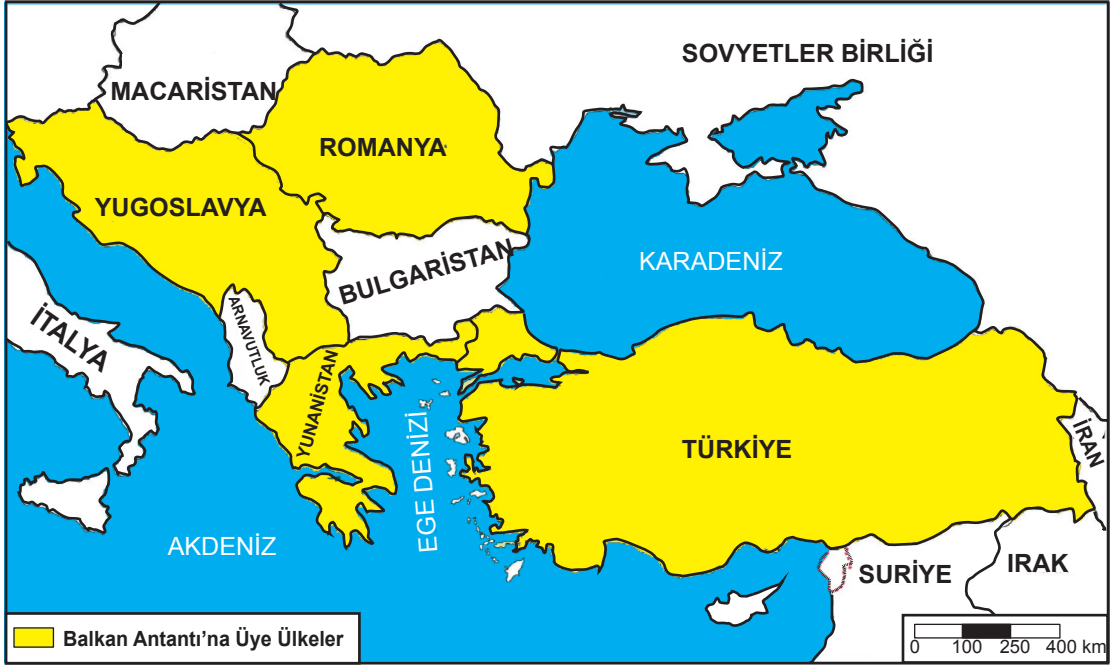 SOVYETLER BİRLİĞİ
MACARİSTAN
ROMANYA
YUGOSLAVYA
BULGARİSTAN
KARADENİZ
ARNAVUTLUK
İTALYA
YUNANİSTAN
EGE DENİZİ
TÜRKİYE
İRAN
AKDENİZ
SURİYE
IRAK
Balkan Antantı’na Üye Ülkeler
0 100 250 400 km